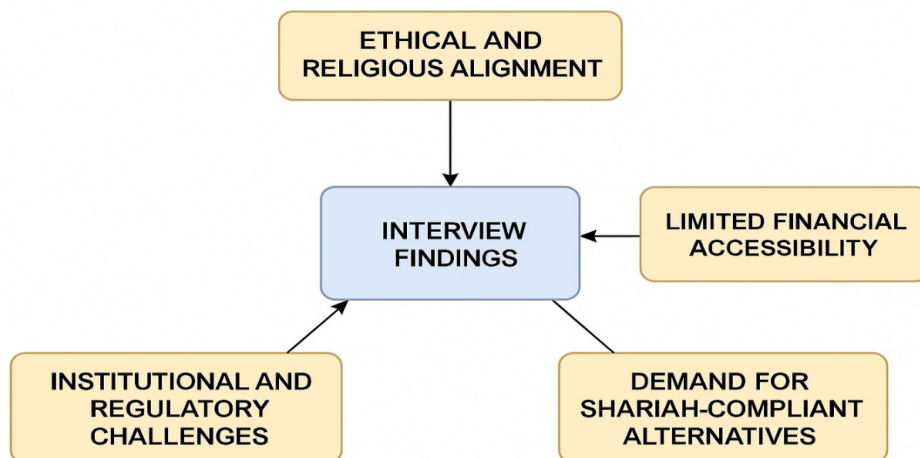 ETHICAL AND
RELIGIOUS ALIGNMENT
INTERVIEW
FINDINGS
LIMITED FINANCIAL
ACCESSIBILITY
INSTITUTIONAL AND
REGULATORY
CHALLENGES
DEMAND FOR
SHARIAH-COMPLIANT
ALTERNATIVES